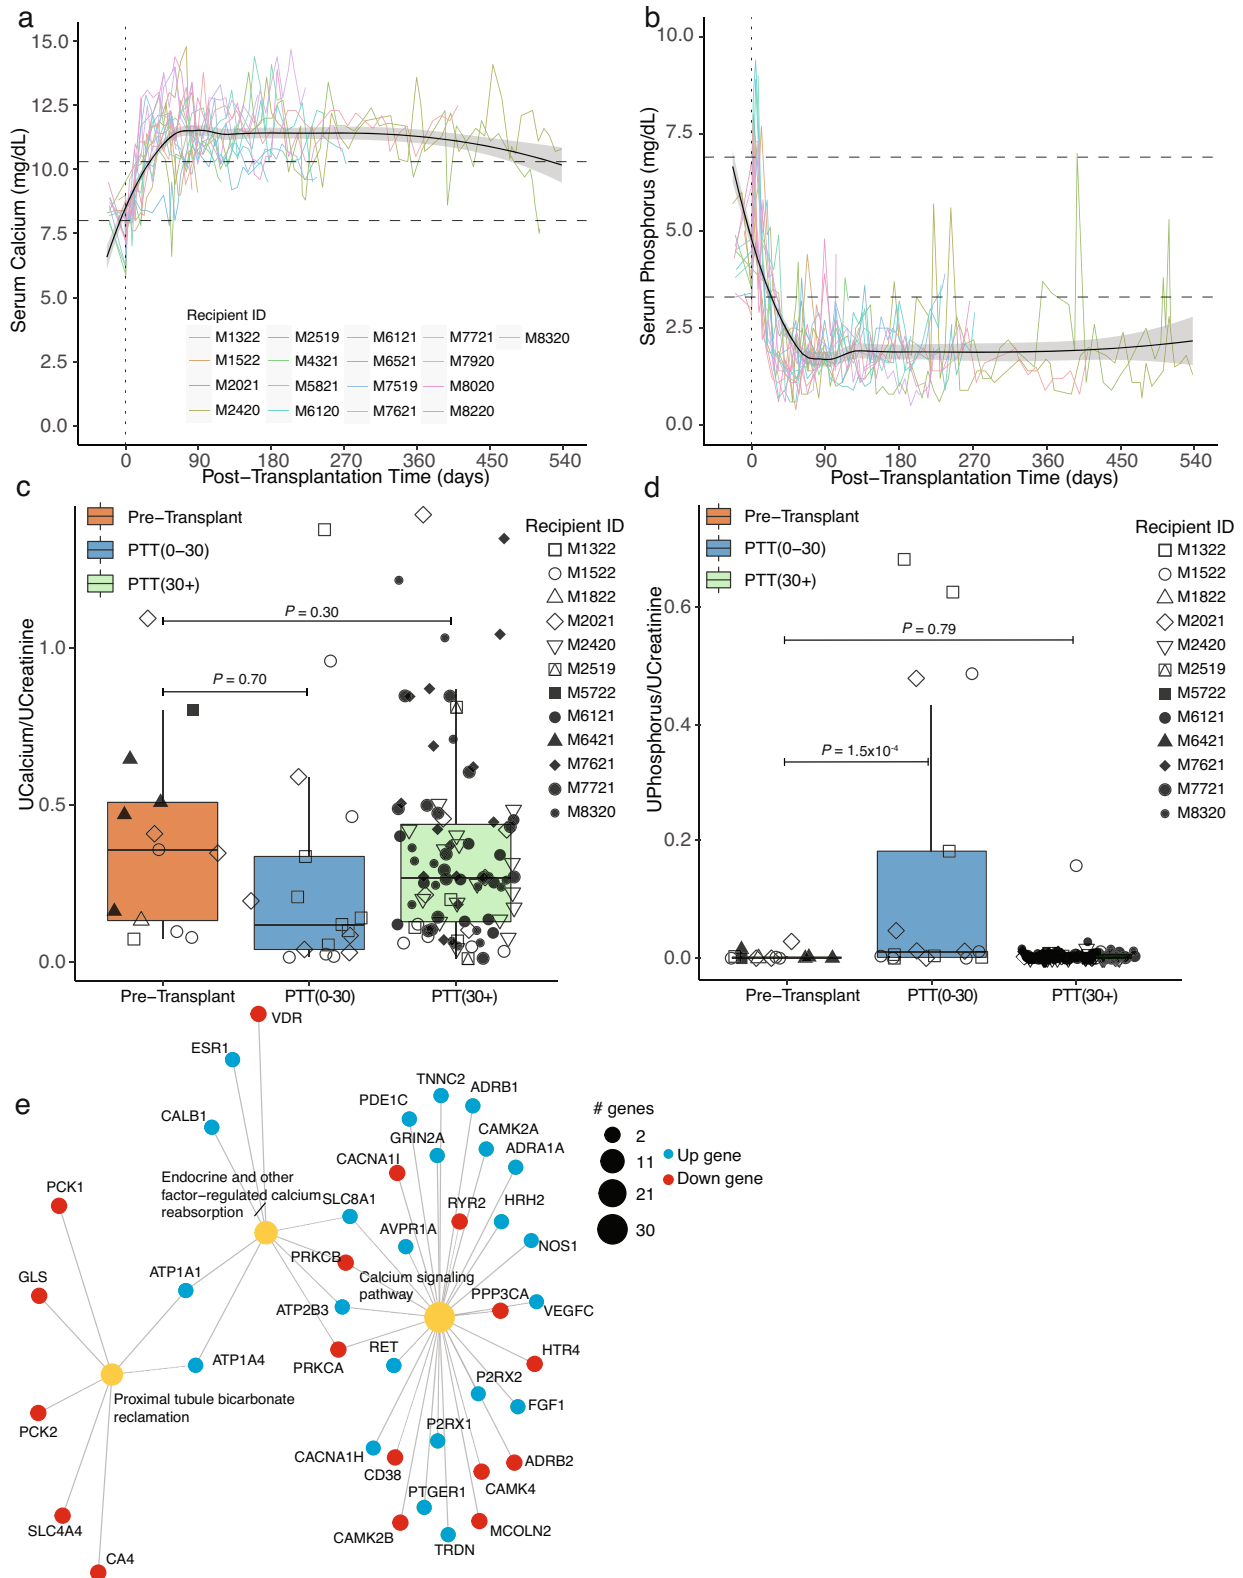 a
15.0
12.5
10.0
7.5
5.0
2.5
0.0
Serum Calcium (mg/dL)
Recipient ID
M1322 M2519 M6121 M7721 M8320
M1522 M4321 M6521 M7920
M2021 M5821 M7519 M8020
M2420 M6120 M7621 M8220
0 90 180 270 360 450 540
Post−Transplantation Time (days)
b
10.0
7.5
5.0
2.5
0.0
Serum Phosphorus (mg/dL)
0 90 180 270 360 450 540
Post−Transplantation Time (days)
c
Pre−Transplant
PTT(0−30)
PTT(30+)
Recipient ID
M1322
M1522
M1822
M2021
M2420
M2519
M5722
M6121
M6421
M7621
M7721
M8320
P = 0.30
P = 0.70
1.0
0.5
0.0
UCalcium/UCreatinine
Pre−Transplant PTT(0-30) PTT(30+)
d
Pre−Transplant
PTT(0−30)
PTT(30+)
Recipient ID
M1322
M1522
M1822
M2021
M2420
M2519
M5722
M6121
M6421
M7621
M7721
M8320
P = 0.79
P = 1.5x10⁻⁴
0.6
0.4
0.2
0.0
UPhosphorus/UCreatinine
Pre−Transplant PTT(0-30) PTT(30+)
e
VDR
ESR1
CALB1
Endocrine and other
factor−regulated calcium
reabsorption
PCK1
GLS
ATP1A1
ATP1A4
Proximal tubule bicarbonate
reclamation
PCK2
SLC4A4
CA4
SLC8A1
PRKCB
ATP2B3
PRKCA
TNNC2
ADRB1
PDE1C
GRIN2A
CAMK2A
CACNA1I
ADRA1A
RYR2
HRH2
AVPR1A
NOS1
Calcium signaling
pathway
PPP3CA
VEGFC
RET
HTR4
P2RX2
FGF1
P2RX1
CACNA1H
CD38
ADRB2
CAMK4
PTGER1
CAMK2B
TRDN
MCOLN2
# genes
2
11
21
30
Up gene
Down gene